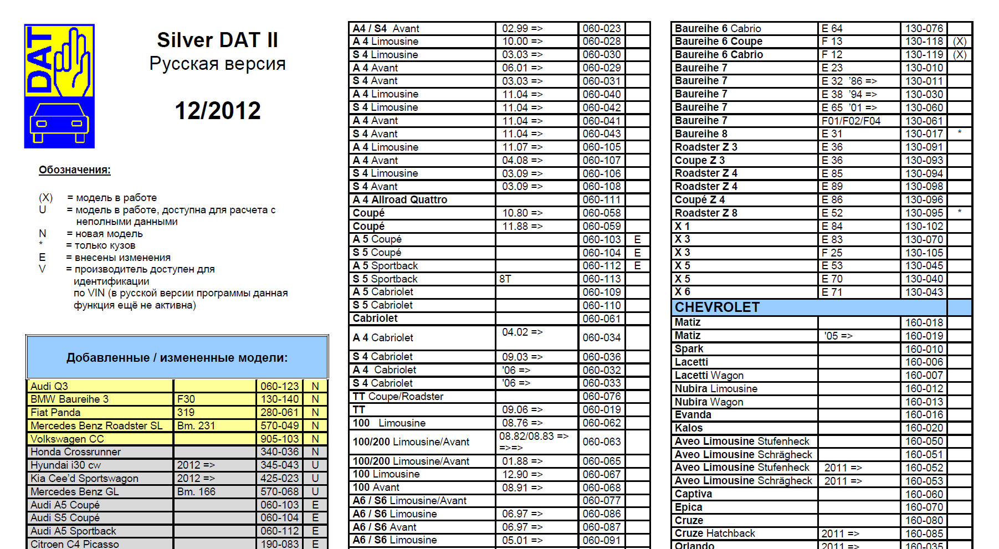 DAT
Silver DAT II
Русская версия
12/2012
Обозначения:
(X) = модель в работе
U = модель в работе, доступна для расчета с
неполными данными
N = новая модель
* = только кузов
E = внесены изменения
V = производитель доступен для
идентификации
по VIN (в русской версии программы данная
функция ещё не активна)
Добавленные / измененные модели:
Audi Q3 060-123 N
BMW Baureihe 3 F30 130-140 N
Fiat Panda 319 280-061 N
Mercedes Benz Roadster SL Bm. 231 570-049 N
Volkswagen CC 905-103 N
Honda Crossrunner 340-036 N
Hyundai i30 cw 2012 => 345-043 U
Kia Cee’d Sportswagon 2012 => 425-023 U
Mercedes Benz GL Bm. 166 570-068 U
Audi A5 Coupé 060-103 E
Audi S5 Coupé 060-104 E
Audi A5 Sportback 060-112 E
Citroen C4 Picasso 190-083 E
A4 / S4 Avant 02.99 => 060-023
A 4 Limousine 10.00 => 060-028
S 4 Limousine 03.03 => 060-030
A 4 Avant 06.01 => 060-029
S 4 Avant 03.03 => 060-031
A 4 Limousine 11.04 => 060-040
S 4 Limousine 11.04 => 060-042
A 4 Avant 11.04 => 060-041
S 4 Avant 11.04 => 060-043
A 4 Limousine 11.07 => 060-105
A 4 Avant 04.08 => 060-107
S 4 Limousine 03.09 => 060-106
S 4 Avant 03.09 => 060-108
A 4 Allroad Quattro 060-111
Coupé 10.80 => 060-058
Coupé 11.88 => 060-059
A 5 Coupé 060-103 E
S 5 Coupé 060-104 E
A 5 Sportback 060-112 E
S 5 Sportback 8T 060-113
A 5 Cabriolet 060-109
S 5 Cabriolet 060-110
Cabriolet 060-061
A 4 Cabriolet 04.02 => 060-034
S 4 Cabriolet 09.03 => 060-036
A 4 Cabriolet '06 => 060-032
S 4 Cabriolet '06 => 060-033
TT Coupe/Roadster 060-076
TT 09.06 => 060-019
100 Limousine 08.76 => 060-062
100/200 Limousine/Avant 08.82/08.83 => 060-063
=>=>
100/200 Limousine/Avant 01.88 => 060-065
100 Limousine 12.90 => 060-067
100 Avant 08.91 => 060-068
A6 / S6 Limousine/Avant 060-077
A6 / S6 Limousine 06.97 => 060-086
A6 / S6 Avant 06.97 => 060-087
A6 / S6 Limousine 05.01 => 060-091
Baureihe 6 Cabrio E 64 130-076
Baureihe 6 Coupe F 13 130-118 (X)
Baureihe 6 Cabrio F 12 130-119 (X)
Baureihe 7 E 23 130-010
Baureihe 7 E 32 ’86 => 130-011
Baureihe 7 E 38 ’94 => 130-030
Baureihe 7 E 65 ’01 => 130-060
Baureihe 7 F01/F02/F04 130-061
Baureihe 8 E 31 130-017 *
Roadster Z 3 E 36 130-091
Coupe Z 3 E 36 130-093
Roadster Z 4 E 85 130-094
Roadster Z 4 E 89 130-098
Coupé Z 4 E 86 130-096
Roadster Z 8 E 52 130-095 *
X 1 E 84 130-102
X 3 E 83 130-070
X 3 F 25 130-105
X 5 E 53 130-045
X 5 E 70 130-040
X 6 E 71 130-043
CHEVROLET
Matiz 160-018
Matiz '05 => 160-019
Spark 160-010
Lacetti 160-006
Lacetti Wagon 160-007
Nubira Limousine 160-012
Nubira Wagon 160-013
Evanda 160-016
Kalos 160-020
Aveo Limousine Stufenheck 160-050
Aveo Limousine Schrägheck 160-051
Aveo Limousine Stufenheck 2011 => 160-052
Aveo Limousine Schrägheck 2011 => 160-053
Captiva 160-060
Epica 160-070
Cruze 160-080
Cruze Hatchback 2011 => 160-085
Orlando 2011 => 160-035